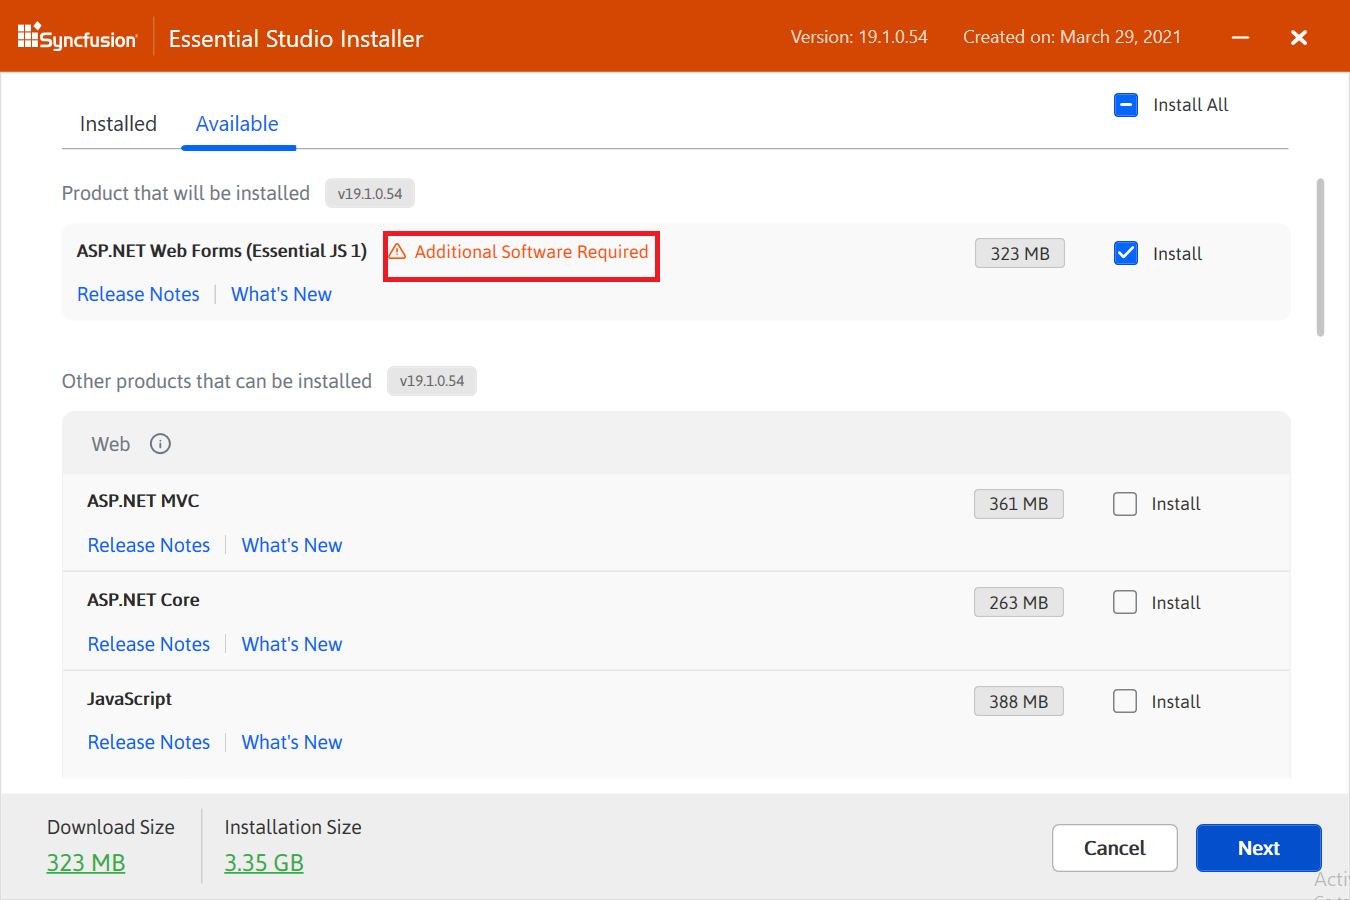 Syncfusion Essential Studio Installer Version: 19.1.0.54 Created on: March 29, 2021
Installed Available Install All
Product that will be installed v19.1.0.54
ASP.NET Web Forms (Essential JS 1) Additional Software Required 323 MB Install
Release Notes What's New
Other products that can be installed v19.1.0.54
Web
ASP.NET MVC 361 MB Install
Release Notes What's New
ASP.NET Core 263 MB Install
Release Notes What's New
JavaScript 388 MB Install
Release Notes What's New
Download Size Installation Size
323 MB 3.35 GB
Cancel Next
Acti